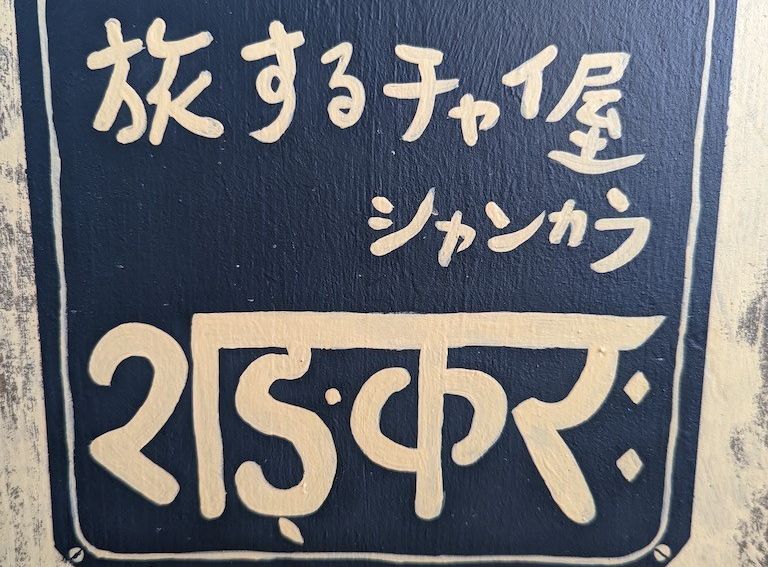 旅するチャイ屋
シャンカラ
शङ्करः